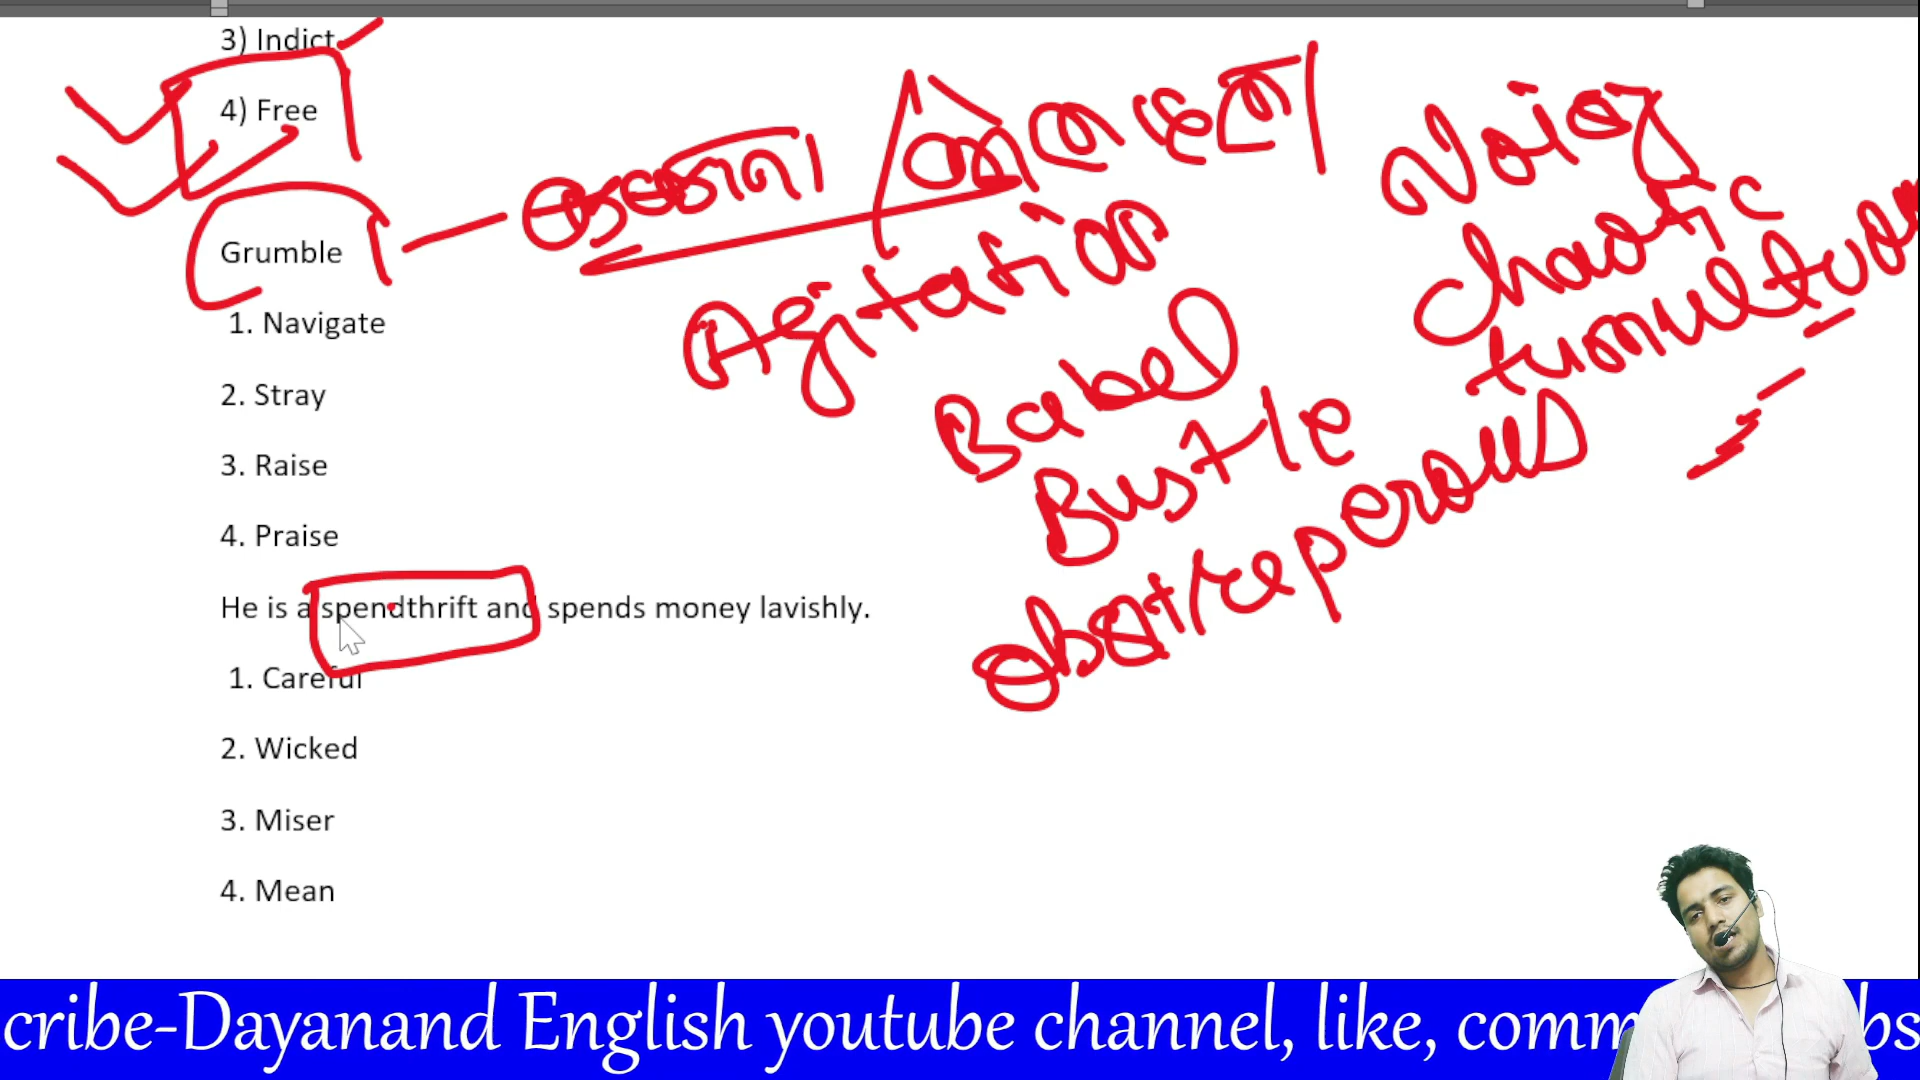 3) Indict
4) Free
Grumble
1. Navigate
2. Stray
3. Raise
4. Praise
He is a spendthrift and spends money lavishly.
1. Careful
2. Wicked
3. Miser
4. Mean
Agitation
Babel
Bustle
obstreperous
Noisy
chaotic
cribe-Dayanand English youtube channel, like, comm
bs